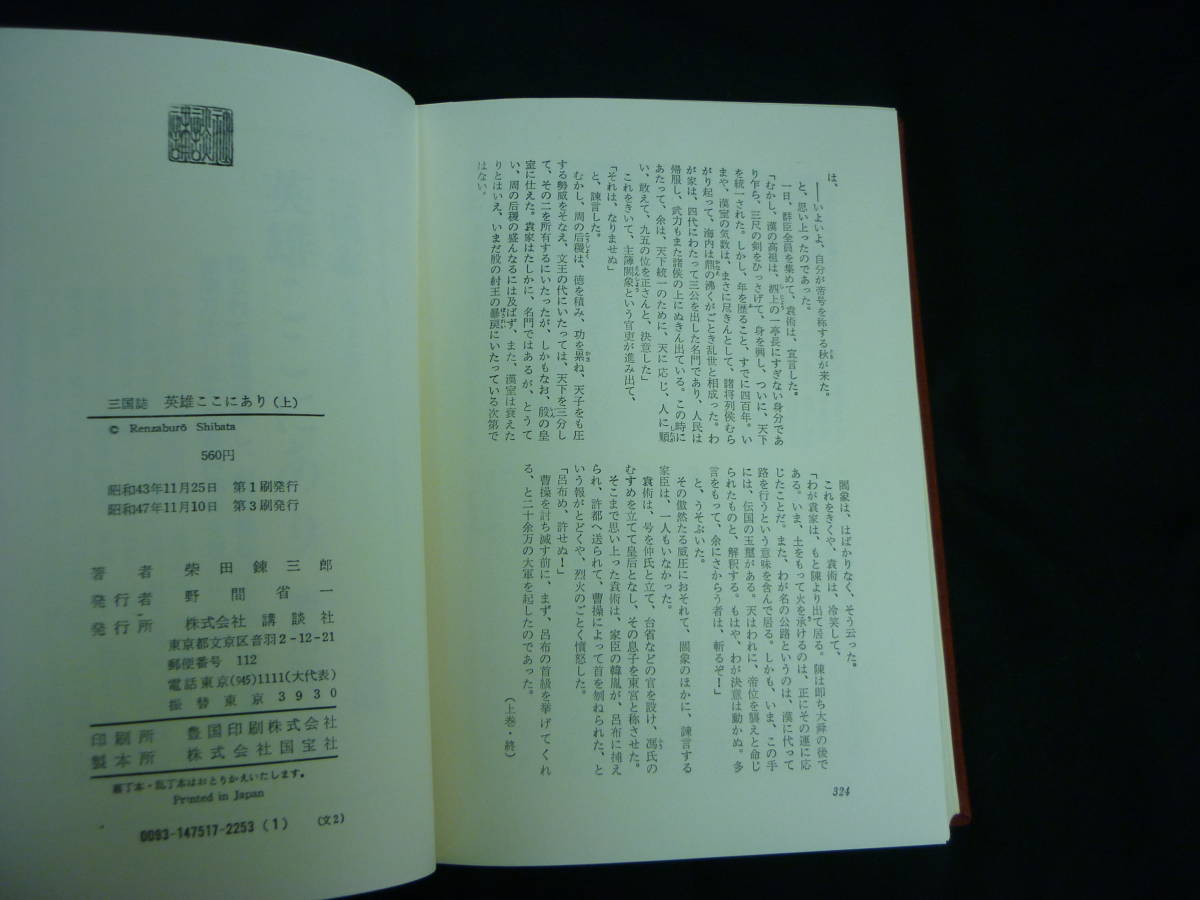 は、
――いよいよ、自分が帝号を称する秋が来た。
と、思い上ったのであった。
一日、群臣全員を集めて、袁術は、宣言した。
「むかし、漢の高祖は、泗上の一亭長にすぎない身分であ
り乍ら、三尺の剣をひっさげて、身を興し、ついに、天下
を統一された。しかし、年を歴ること、すでに四百年。い
まや、漢室の気数は、まさに尽きんとして、諸将列侯むら
がり起って、海内は鼎の沸くがごとき乱世と相成った。わ
が家は、四代にわたって三公を出した名門であり、人民は
帰服し、武力もまた諸侯の上にぬきん出ている。この時に
あたって、余は、天下統一のために、天に応じ、人に順
い、敢えて、九五の位を正さんと、決意した」
これをきいて、主簿閻象という官吏が進み出て、
「それは、なりませぬ」
と、諫言した。
むかし、周の后稷は、徳を積み、功を累ね、天子をも圧
する勢威をそなえ、文王の代にいたっては、天下を三分し
て、その二を所有するにいたったが、しかもなお、殷の皇
室に仕えた。袁家はたしかに、名門ではあるが、とうて
い、周の后稷の盛んなるには及ばず、また、漢室は衰えた
りとはいえ、いまだ殷の紂王の暴戻にいたっている次第で
はない。
閻象は、はばかりなく、そう云った。
これをきくや、袁術は、冷笑して、
「わが袁家は、もと陳より出て居る。陳は即ち大舜の後で
ある。いま、土をもって火を承けるのは、正にその運に応
じたことだ。また、わが名の公路というのは、漢に代って
路を行うという意味を含んで居る。しかも、いま、この手
には、伝国の玉璽がある。天はわれに、帝位を襲えと命じ
られたものと、解釈する。もはや、わが決意は動かぬ。多
言をもって、余にさからう者は、斬るぞ!」
と、うそぶいた。
その傲然たる威圧におそれて、閻象のほかに、諫言する
家臣は、一人もいなかった。
袁術は、号を仲氏と立て、台省などの官を設け、馮氏の
むすめを立てて皇后となし、その息子を東宮と称させた。
そこまで思い上った袁術は、家臣の韓胤が、呂布に捕え
られ、許都へ送られて、曹操によって首を刎ねられた、と
いう報がとどくや、烈火のごとく憤怒した。
「呂布め、許せぬ!」
曹操を討ち滅す前に、まず、呂布の首級を挙げてくれ
る、と二十余万の大軍を起したのであった。
(上巻・終)
324
三国誌 英雄ここにあり(上)
© Renzaburō Shibata
560円
昭和43年11月25日 第1刷発行
昭和47年11月10日 第3刷発行
著者 柴田錬三郎
発行者 野間省一
発行所 株式会社講談社
東京都文京区音羽2-12-21
郵便番号 112
電話東京(945)1111(大代表)
振替東京3930
印刷所 豊国印刷株式会社
製本所 株式会社国宝社
落丁本・乱丁本はおとりかえいたします。
Printed in Japan
0093-147517-2253 (1) (文2)